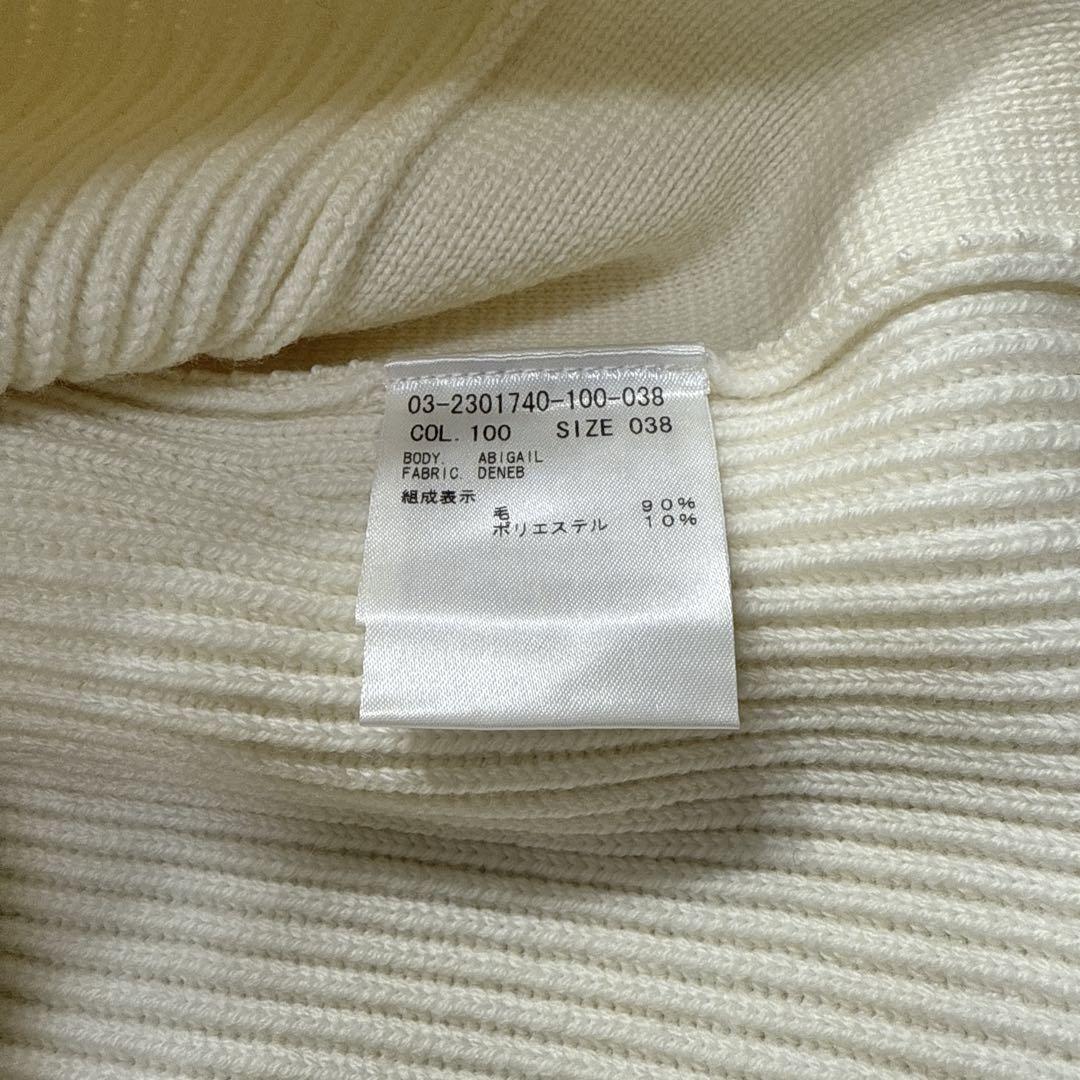 03-2301740-100-038
COL. 100 SIZE 038
BODY. ABIGAIL
FABRIC. DENEB
組成表示
毛 90%
ポリエステル 10%